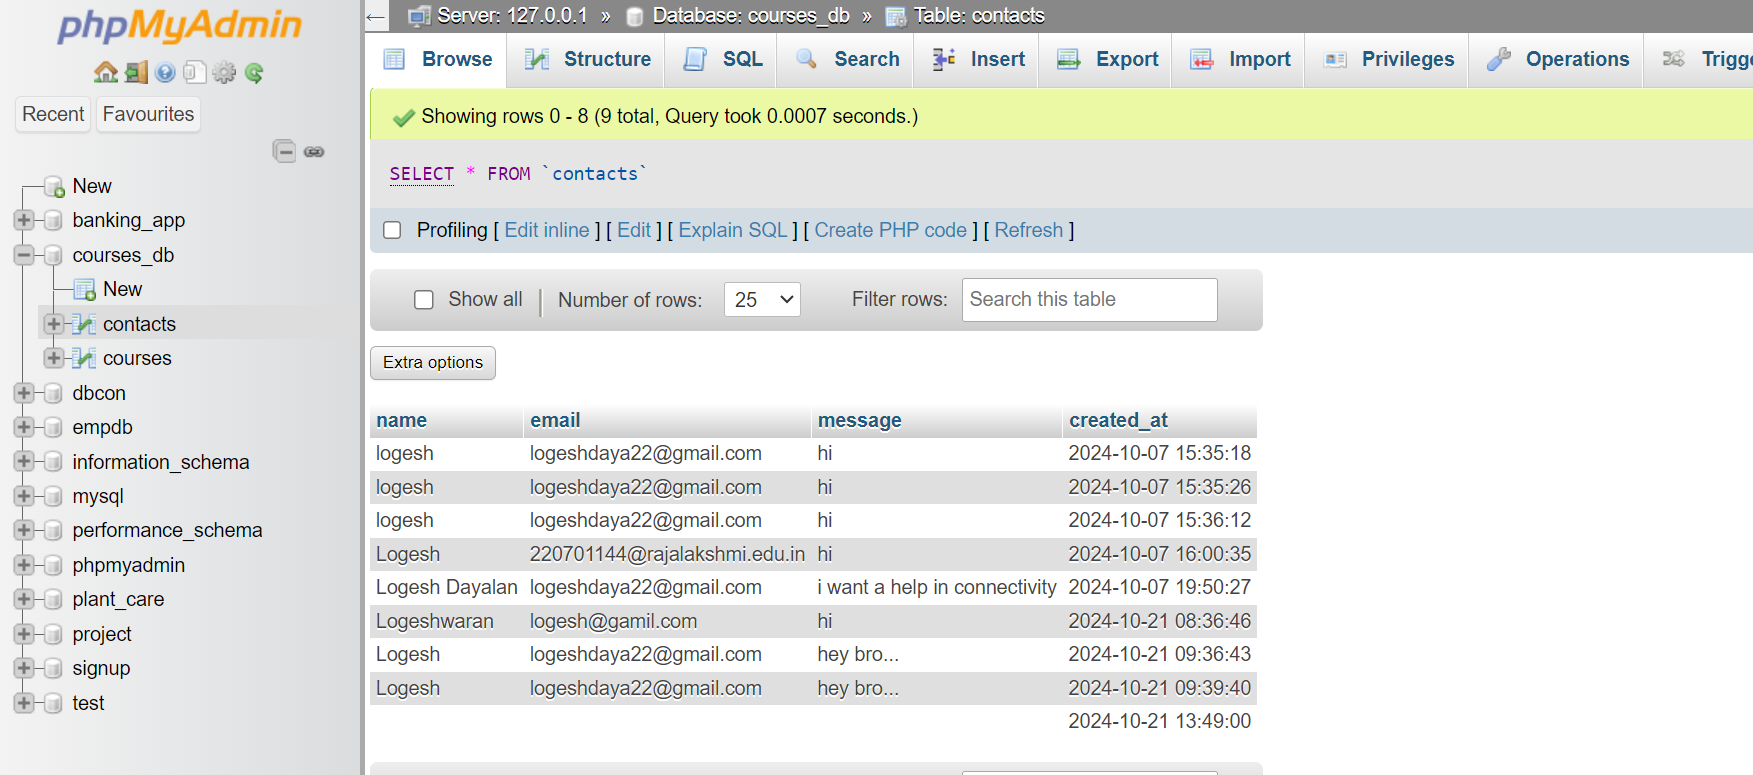 phpMyAdmin
Recent Favourites
New
banking_app
courses_db
New
contacts
courses
dbcon
empdb
information_schema
mysql
performance_schema
phpmyadmin
plant_care
project
signup
test
Server: 127.0.0.1 » Database: courses_db » Table: contacts
Browse Structure SQL Search Insert Export Import Privileges Operations Trigge
Showing rows 0 - 8 (9 total, Query took 0.0007 seconds.)
SELECT * FROM `contacts`
Profiling [ Edit inline ] [ Edit ] [ Explain SQL ] [ Create PHP code ] [ Refresh ]
Show all Number of rows: 25 Filter rows: Search this table
Extra options
name email message created_at
logesh logeshdaya22@gmail.com hi 2024-10-07 15:35:18
logesh logeshdaya22@gmail.com hi 2024-10-07 15:35:26
logesh logeshdaya22@gmail.com hi 2024-10-07 15:36:12
Logesh 220701144@rajalakshmi.edu.in hi 2024-10-07 16:00:35
Logesh Dayalan logeshdaya22@gmail.com i want a help in connectivity 2024-10-07 19:50:27
Logeshwaran logesh@gamil.com hi 2024-10-21 08:36:46
Logesh logeshdaya22@gmail.com hey bro... 2024-10-21 09:36:43
Logesh logeshdaya22@gmail.com hey bro... 2024-10-21 09:39:40
2024-10-21 13:49:00